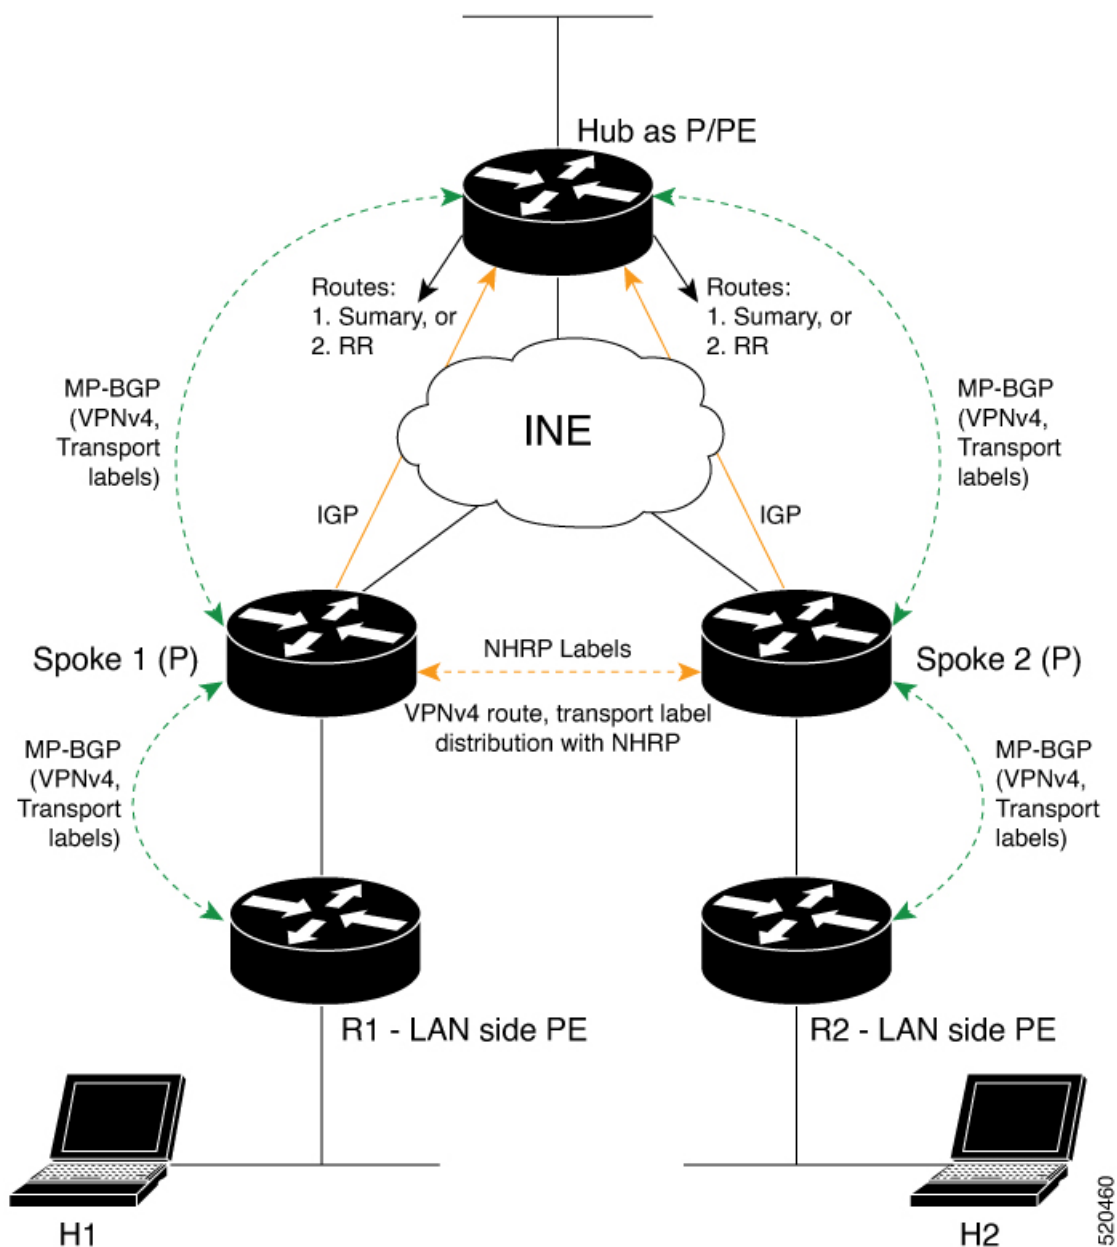 Hub as P/PE
Routes:
1. Sumary, or
2. RR
Routes:
1. Sumary, or
2. RR
MP-BGP
(VPNv4,
Transport
labels)
INE
MP-BGP
(VPNv4,
Transport
labels)
IGP
IGP
Spoke 1 (P)
NHRP Labels
Spoke 2 (P)
VPNv4 route, transport label
distribution with NHRP
MP-BGP
(VPNv4,
Transport
labels)
MP-BGP
(VPNv4,
Transport
labels)
R1 - LAN side PE
R2 - LAN side PE
H1
H2
520460